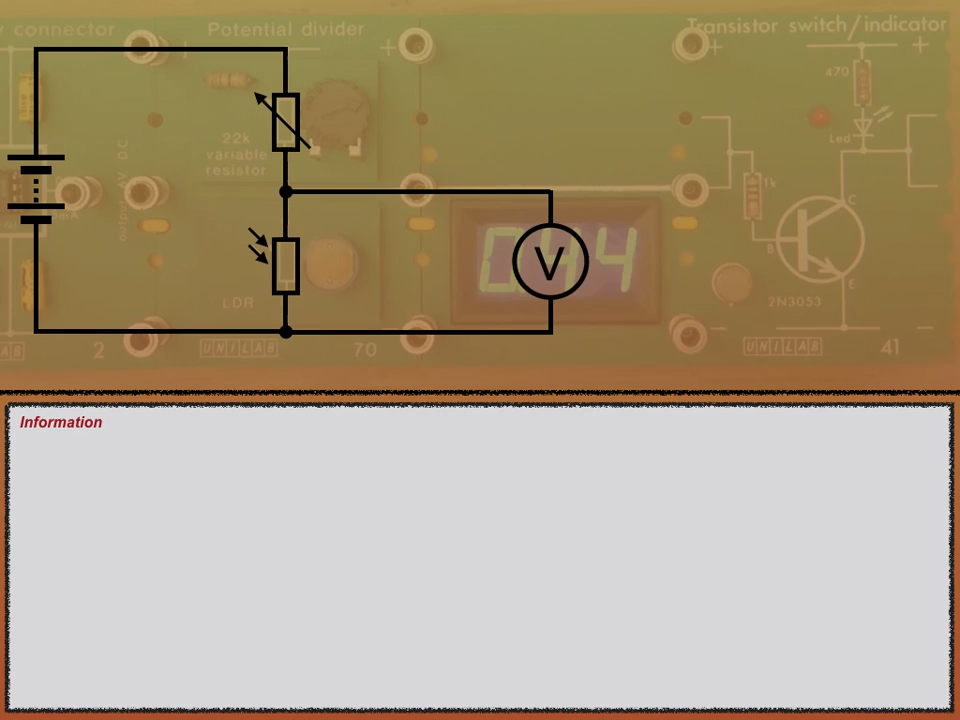 connector
Potential divider
Transistor switch/indicator
+
+
470
Led
22k
variable
resistor
1k
C
V
044
B
E
LDR
2N3053
2
UNILAB
70
UNILAB
41
Information